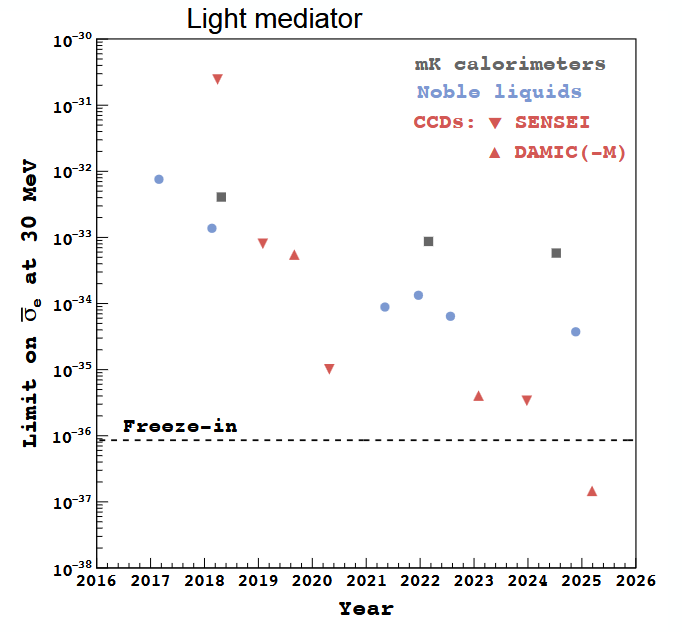 Light mediator
mK calorimeters
Noble liquids
CCDs: ▼ SENSEI
▲ DAMIC(-M)
Limit on σ̅e at 30 MeV
10−30
10−31
10−32
10−33
10−34
10−35
10−36
10−37
10−38
Freeze-in
2016 2017 2018 2019 2020 2021 2022 2023 2024 2025 2026
Year